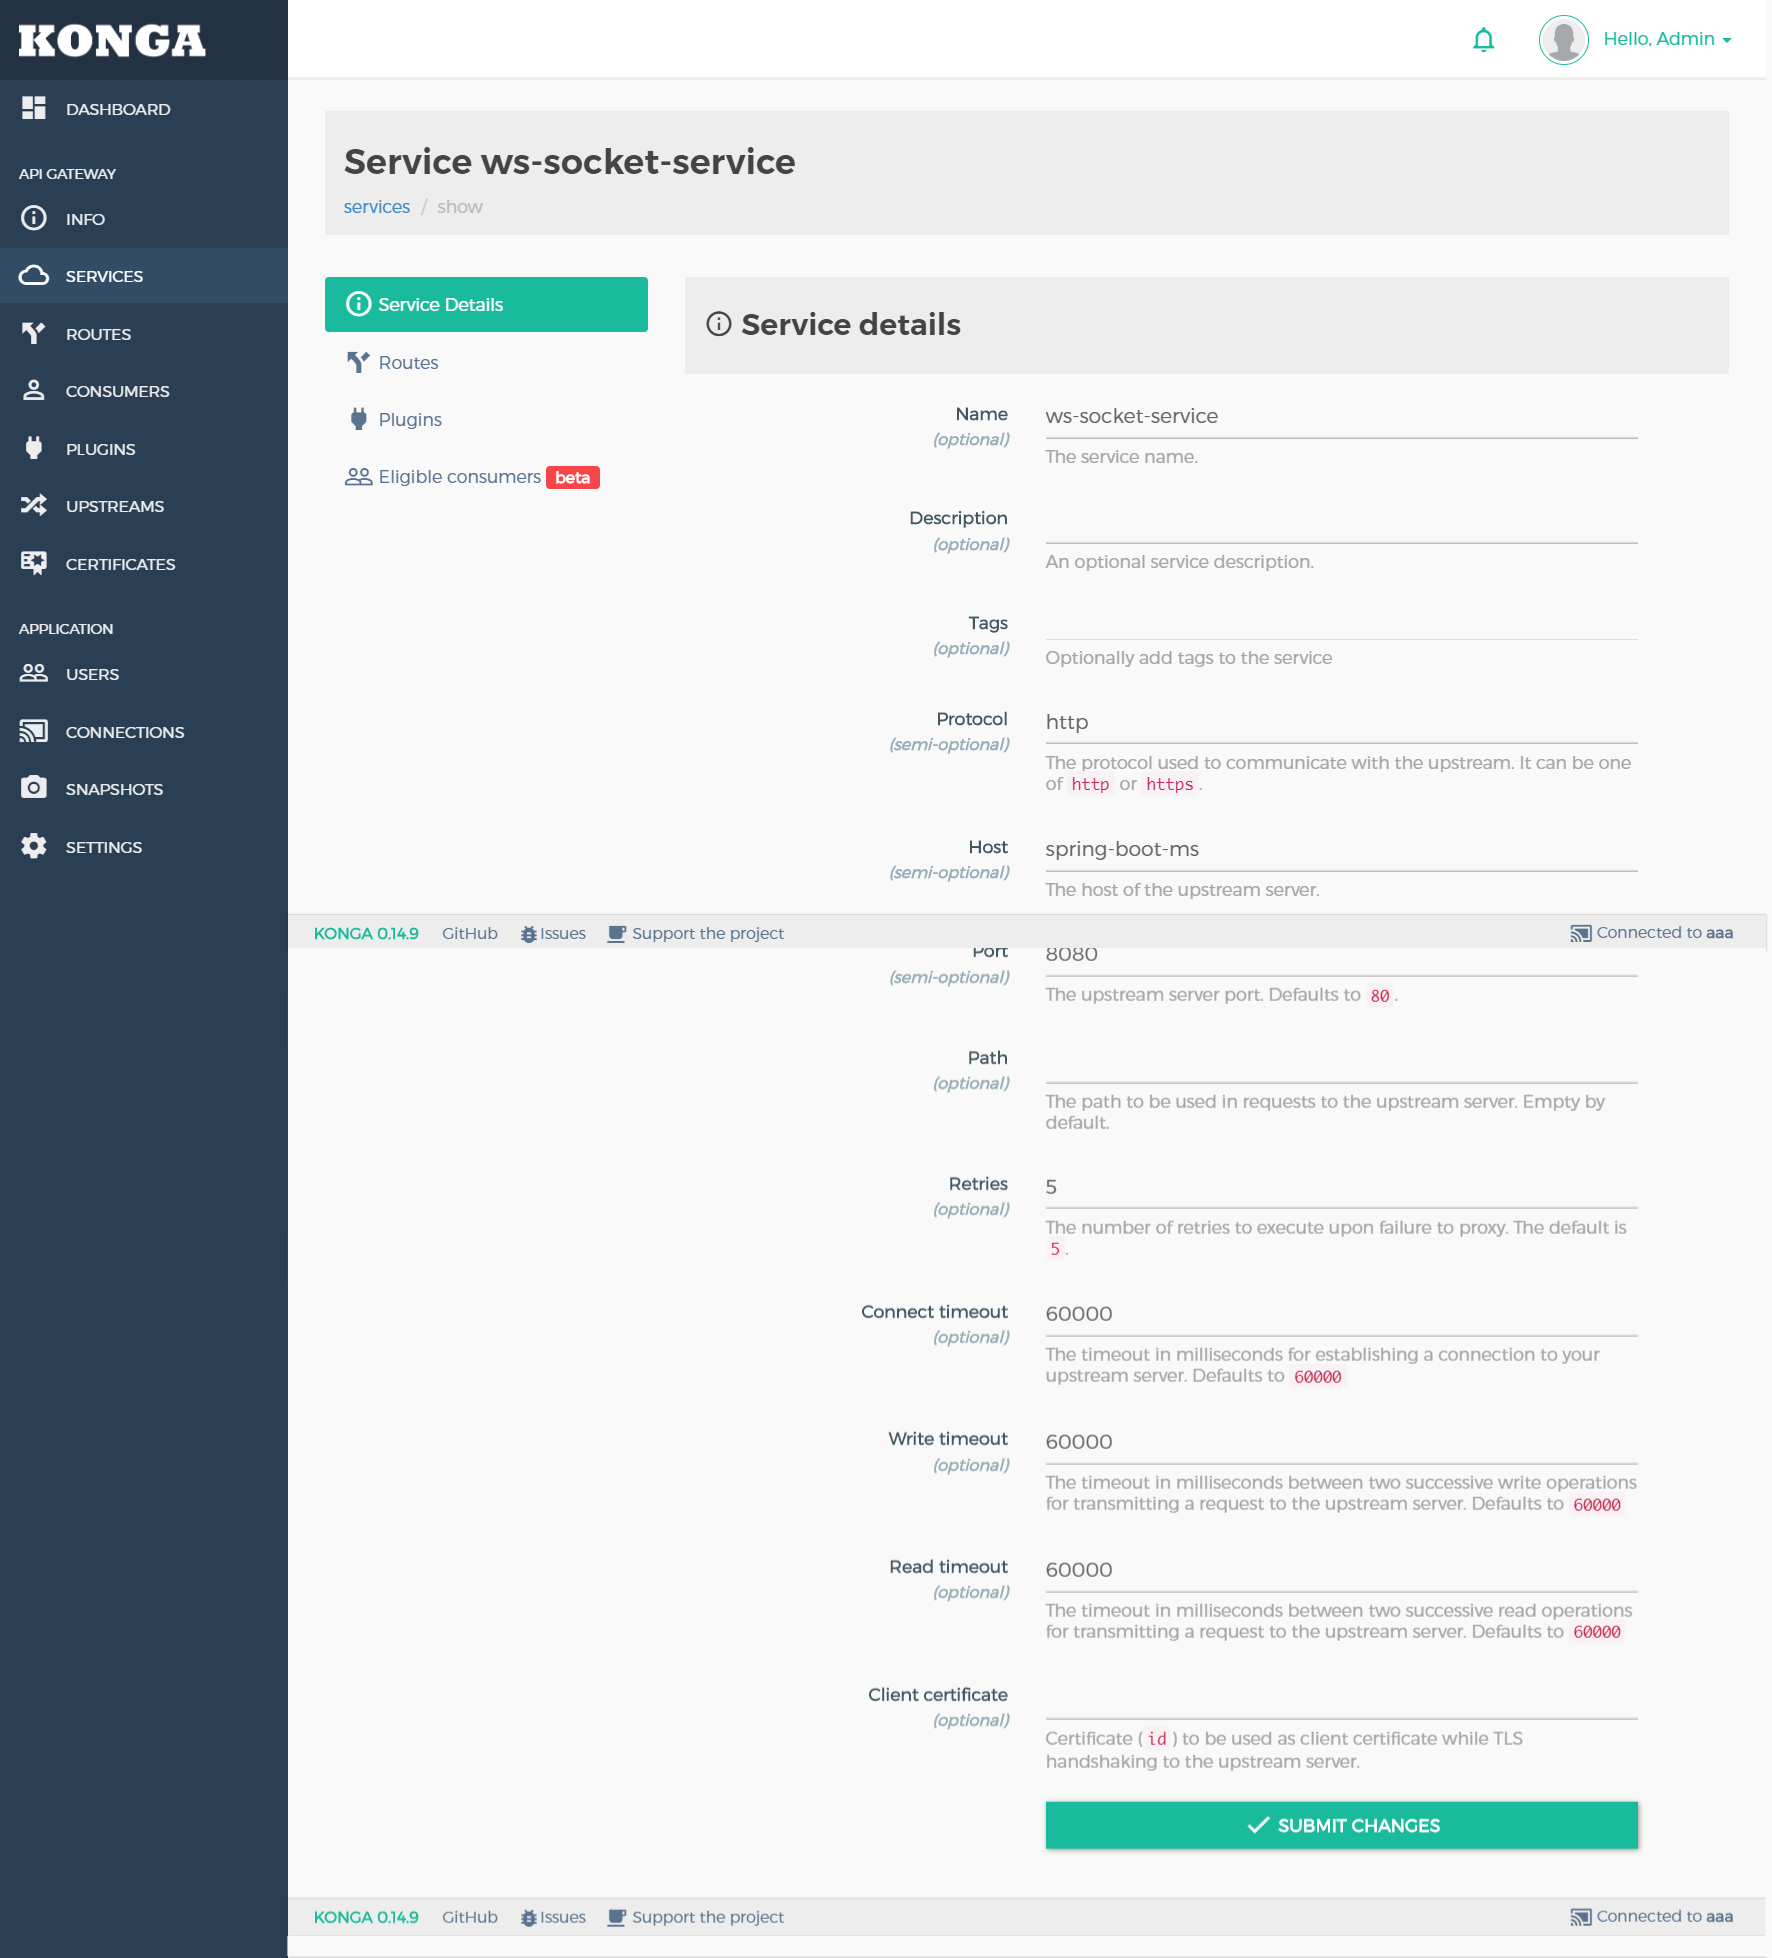 KONGA
Hello, Admin
DASHBOARD
API GATEWAY
INFO
SERVICES
ROUTES
CONSUMERS
PLUGINS
UPSTREAMS
CERTIFICATES
APPLICATION
USERS
CONNECTIONS
SNAPSHOTS
SETTINGS
Service ws-socket-service
services / show
Service Details
Routes
Plugins
Eligible consumers beta
Service details
Name
(optional)
ws-socket-service
The service name.
Description
(optional)
An optional service description.
Tags
(optional)
Optionally add tags to the service
Protocol
(semi-optional)
http
The protocol used to communicate with the upstream. It can be one
of http or https.
Host
(semi-optional)
spring-boot-ms
The host of the upstream server.
KONGA 0.14.9 GitHub Issues Support the project Connected to aaa
Port
(semi-optional)
8080
The upstream server port. Defaults to 80.
Path
(optional)
The path to be used in requests to the upstream server. Empty by
default.
Retries
(optional)
5
The number of retries to execute upon failure to proxy. The default is
5.
Connect timeout
(optional)
60000
The timeout in milliseconds for establishing a connection to your
upstream server. Defaults to 60000
Write timeout
(optional)
60000
The timeout in milliseconds between two successive write operations
for transmitting a request to the upstream server. Defaults to 60000
Read timeout
(optional)
60000
The timeout in milliseconds between two successive read operations
for transmitting a request to the upstream server. Defaults to 60000
Client certificate
(optional)
Certificate (id) to be used as client certificate while TLS
handshaking to the upstream server.
SUBMIT CHANGES
KONGA 0.14.9 GitHub Issues Support the project Connected to aaa